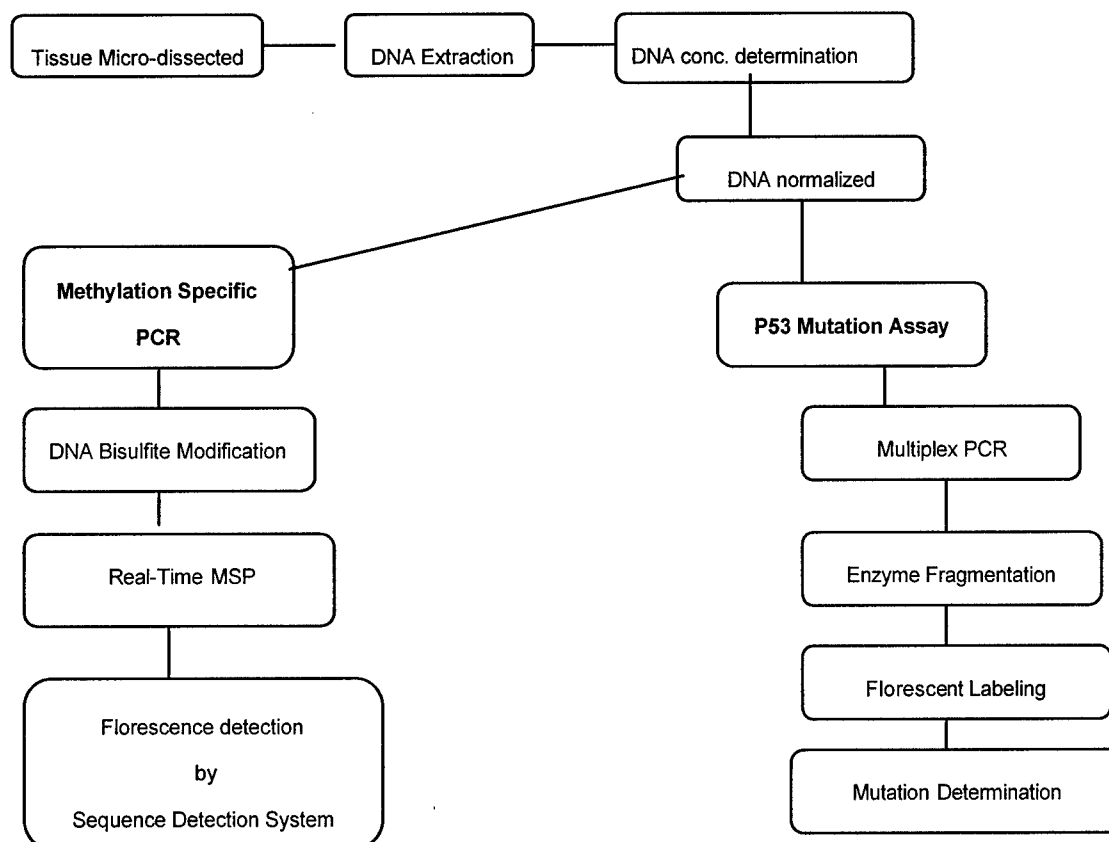 Tissue Micro-dissected
DNA Extraction
DNA conc. determination
DNA normalized
Methylation Specific
PCR
DNA Bisulfite Modification
Real-Time MSP
Florescence detection
by
Sequence Detection System
P53 Mutation Assay
Multiplex PCR
Enzyme Fragmentation
Florescent Labeling
Mutation Determination